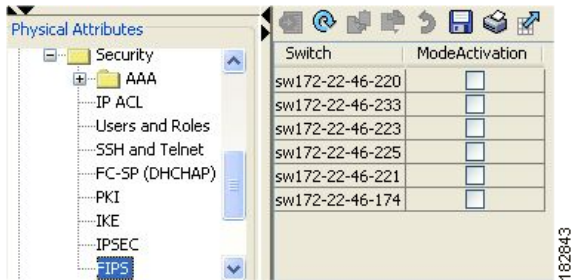 Physical Attributes
Security
AAA
IP ACL
Users and Roles
SSH and Telnet
FC-SP (DHCHAP)
PKI
IKE
IPSEC
FIPS
Switch ModeActivation
sw172-22-46-220
sw172-22-46-233
sw172-22-46-223
sw172-22-46-225
sw172-22-46-221
sw172-22-46-174
182843